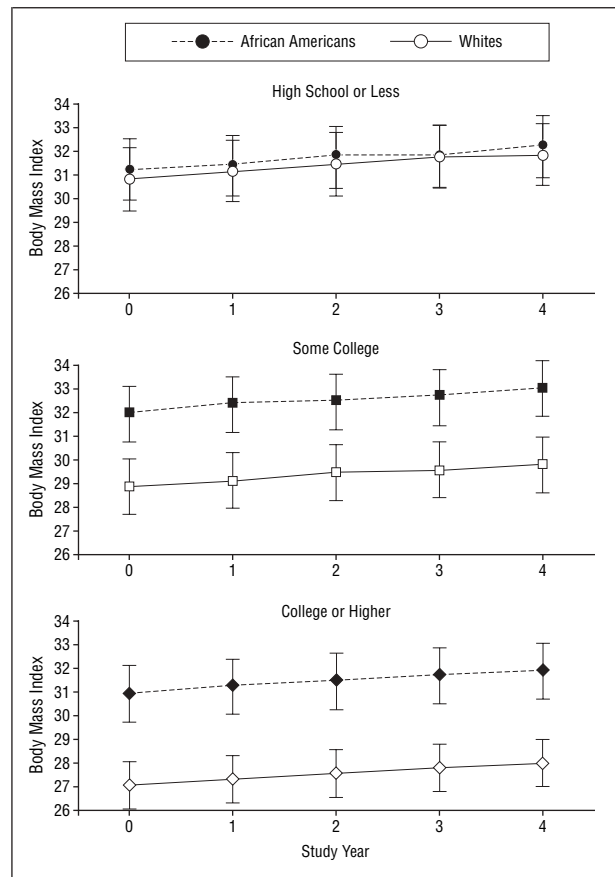 African Americans Whites
High School or Less
Body Mass Index
34
33
32
31
30
29
28
27
26
0 1 2 3 4
Some College
Body Mass Index
34
33
32
31
30
29
28
27
26
0 1 2 3 4
College or Higher
Body Mass Index
34
33
32
31
30
29
28
27
26
0 1 2 3 4
Study Year